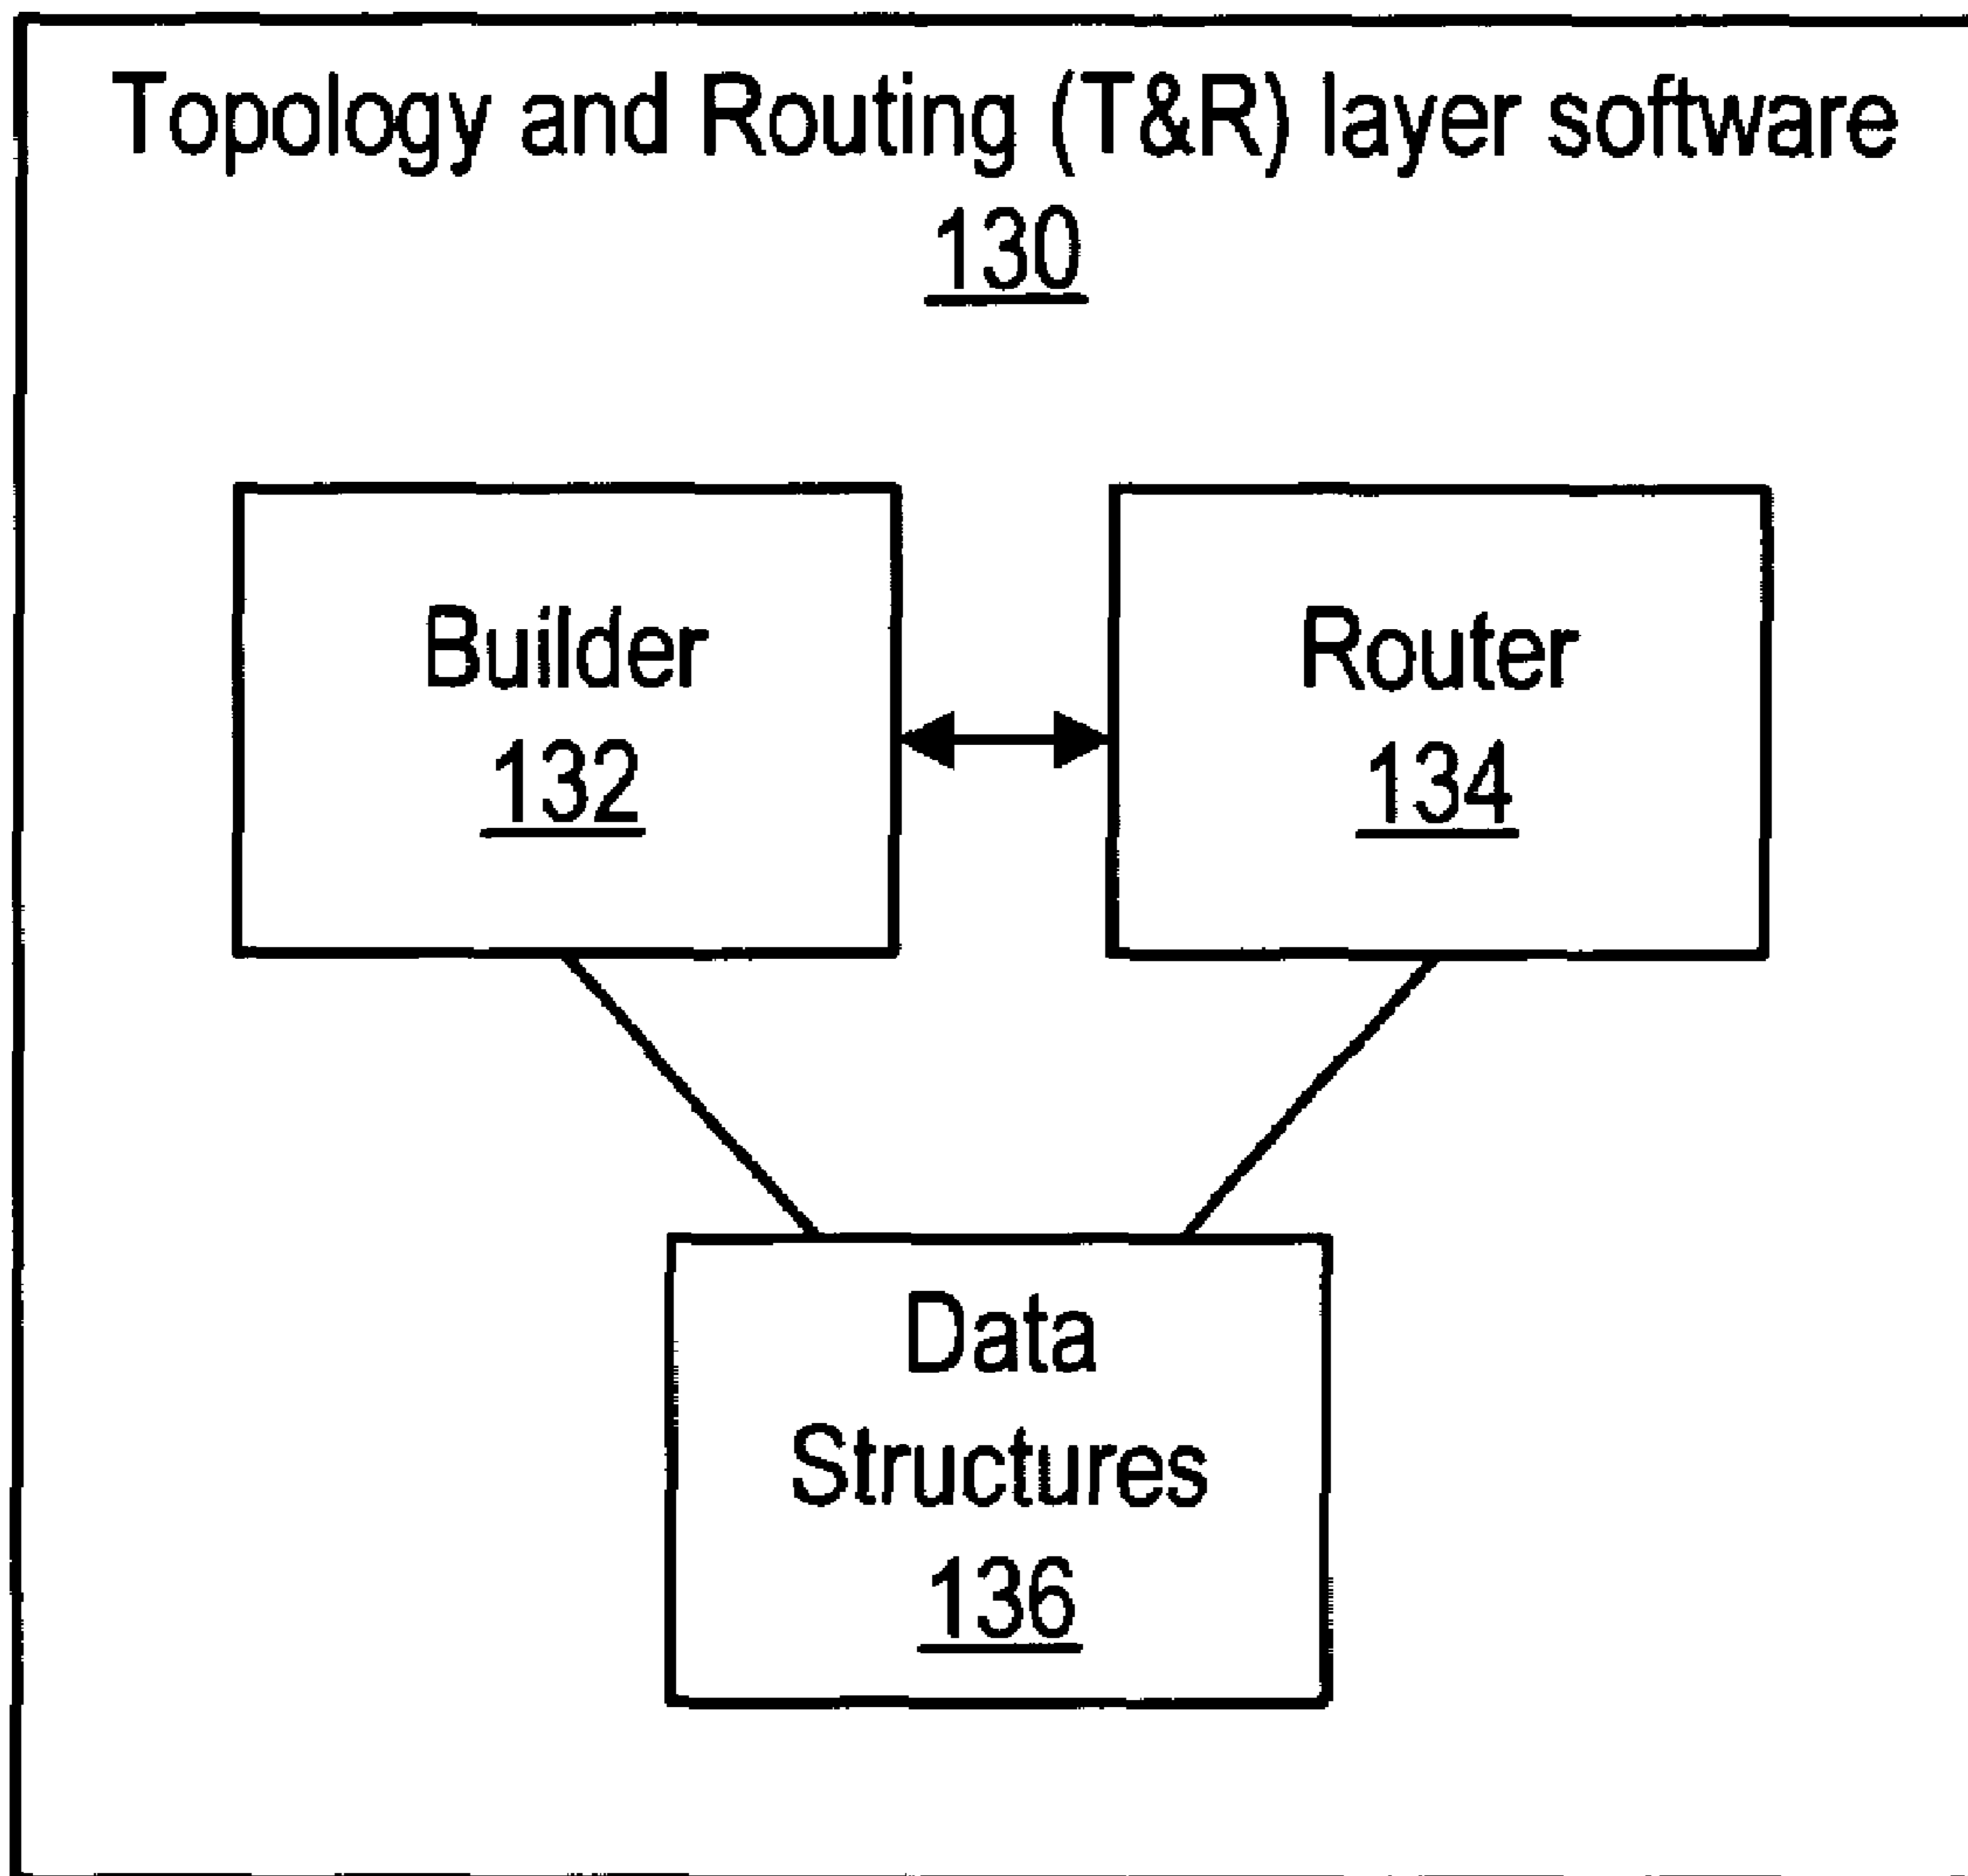 Topology and Routing (T&R) layer software
130
Builder
132
Router
134
Data
Structures
136